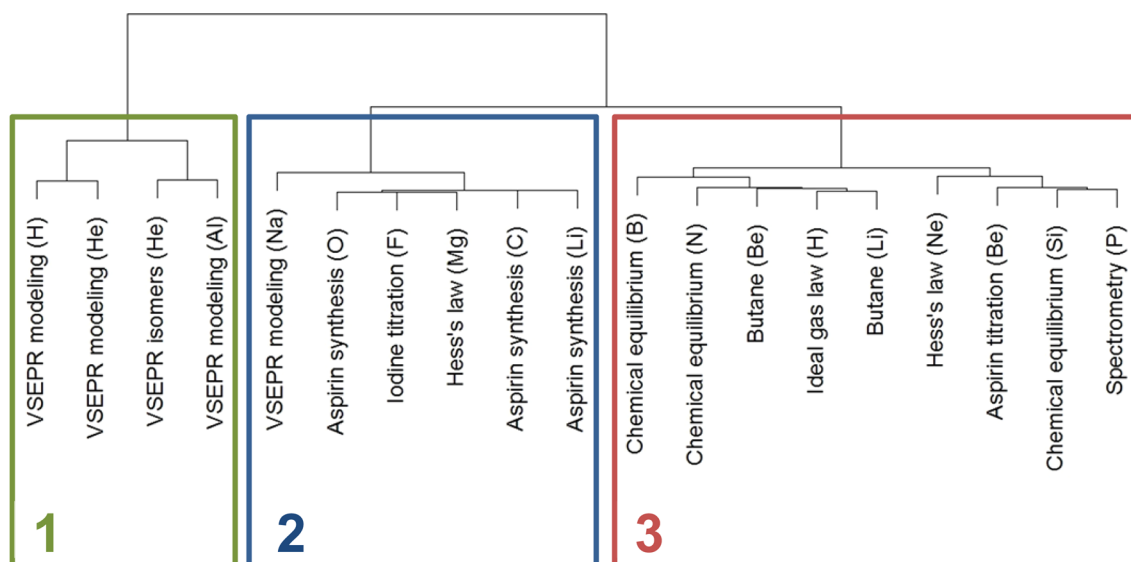 VSEPR modeling (H)
VSEPR modeling (He)
VSEPR isomers (He)
VSEPR modeling (Al)
VSEPR modeling (Na)
Aspirin synthesis (O)
Iodine titration (F)
Hess's law (Mg)
Aspirin synthesis (C)
Aspirin synthesis (Li)
Chemical equilibrium (B)
Chemical equilibrium (N)
Butane (Be)
Ideal gas law (H)
Butane (Li)
Hess's law (Ne)
Aspirin titration (Be)
Chemical equilibrium (Si)
Spectrometry (P)
1
2
3